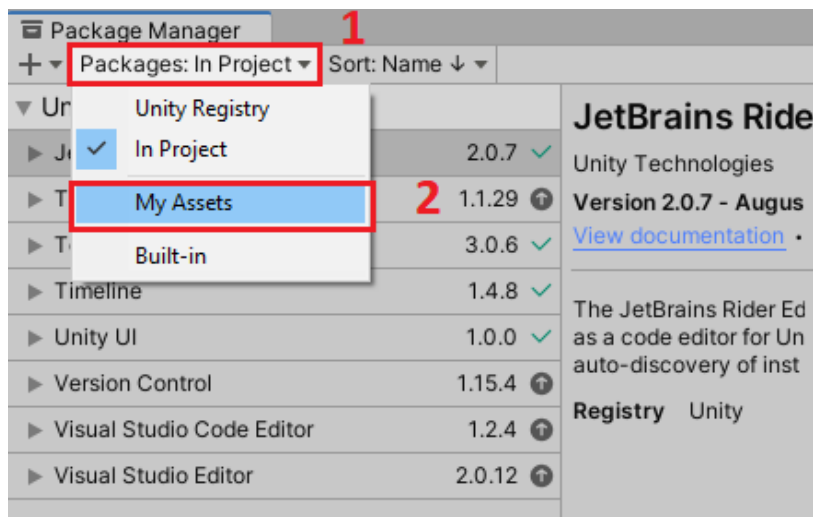 Package Manager
1
Packages: In Project
Sort: Name ↓
Unity Registry
In Project
My Assets
2
Built-in
2.0.7
1.1.29
3.0.6
Timeline 1.4.8
Unity UI 1.0.0
Version Control 1.15.4
Visual Studio Code Editor 1.2.4
Visual Studio Editor 2.0.12
JetBrains Ride
Unity Technologies
Version 2.0.7 - Augus
View documentation •
The JetBrains Rider Ed
as a code editor for Un
auto-discovery of inst
Registry Unity